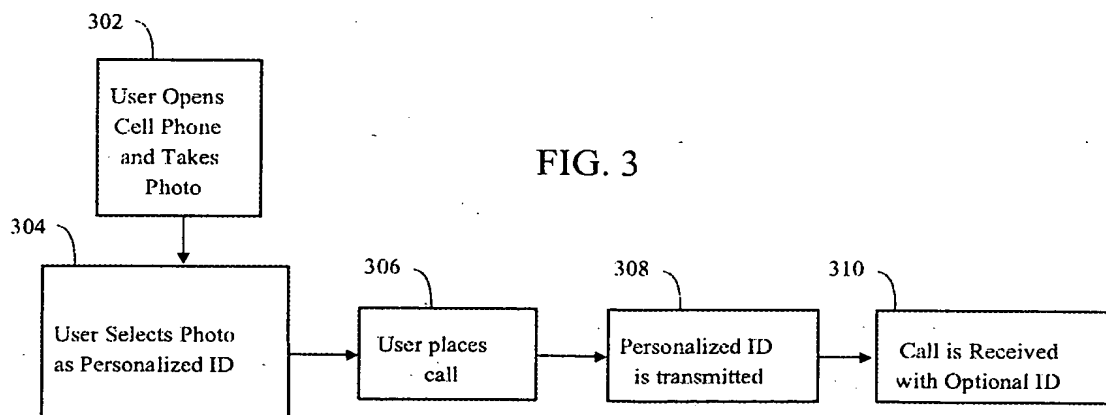 302
User Opens
Cell Phone
and Takes
Photo
FIG. 3
304
User Selects Photo
as Personalized ID
306
User places
call
308
Personalized ID
is transmitted
310
Call is Received
with Optional ID